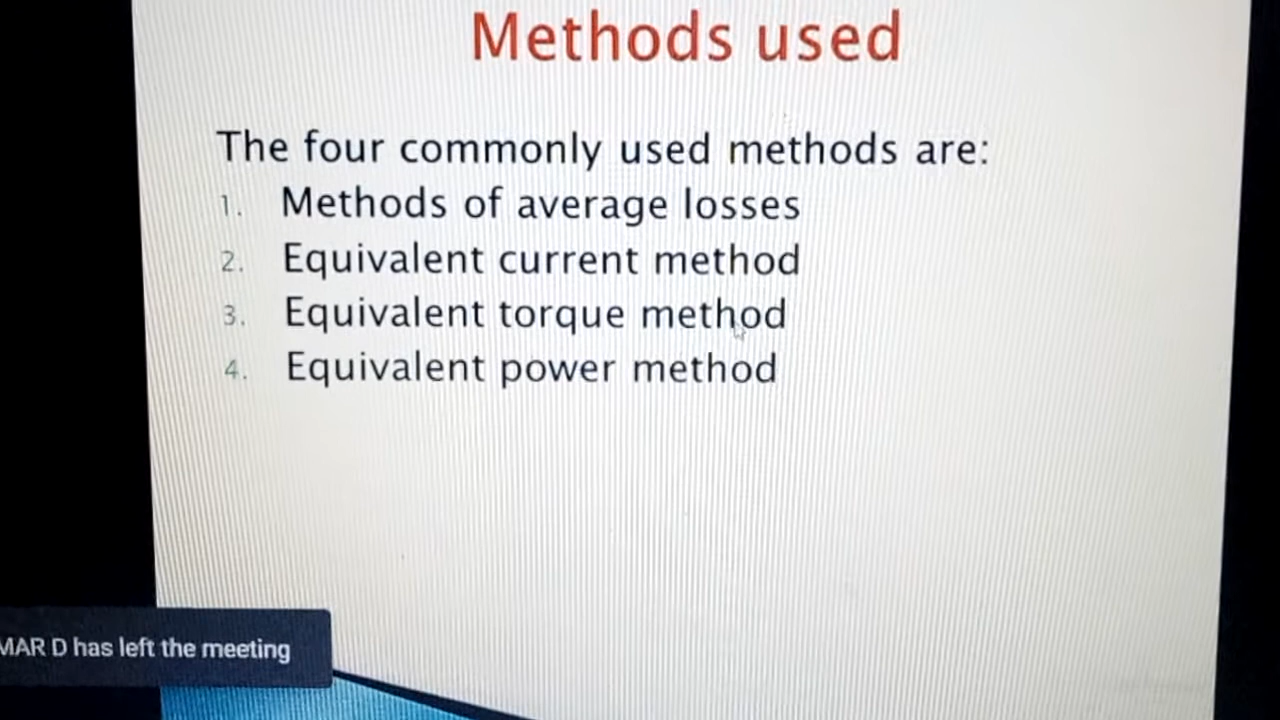 Methods used
The four commonly used methods are:
1. Methods of average losses
2. Equivalent current method
3. Equivalent torque method
4. Equivalent power method
D has left the meeting